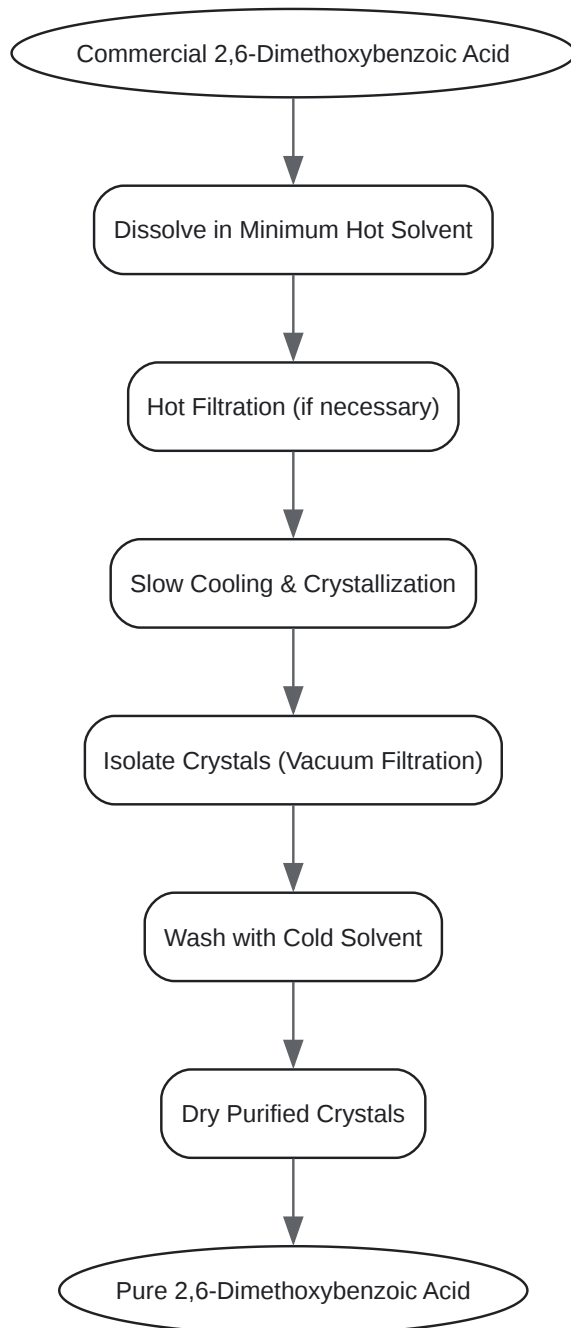 Commercial 2,6-Dimethoxybenzoic Acid
Dissolve in Minimum Hot Solvent
Hot Filtration (if necessary)
Slow Cooling & Crystallization
Isolate Crystals (Vacuum Filtration)
Wash with Cold Solvent
Dry Purified Crystals
Pure 2,6-Dimethoxybenzoic Acid